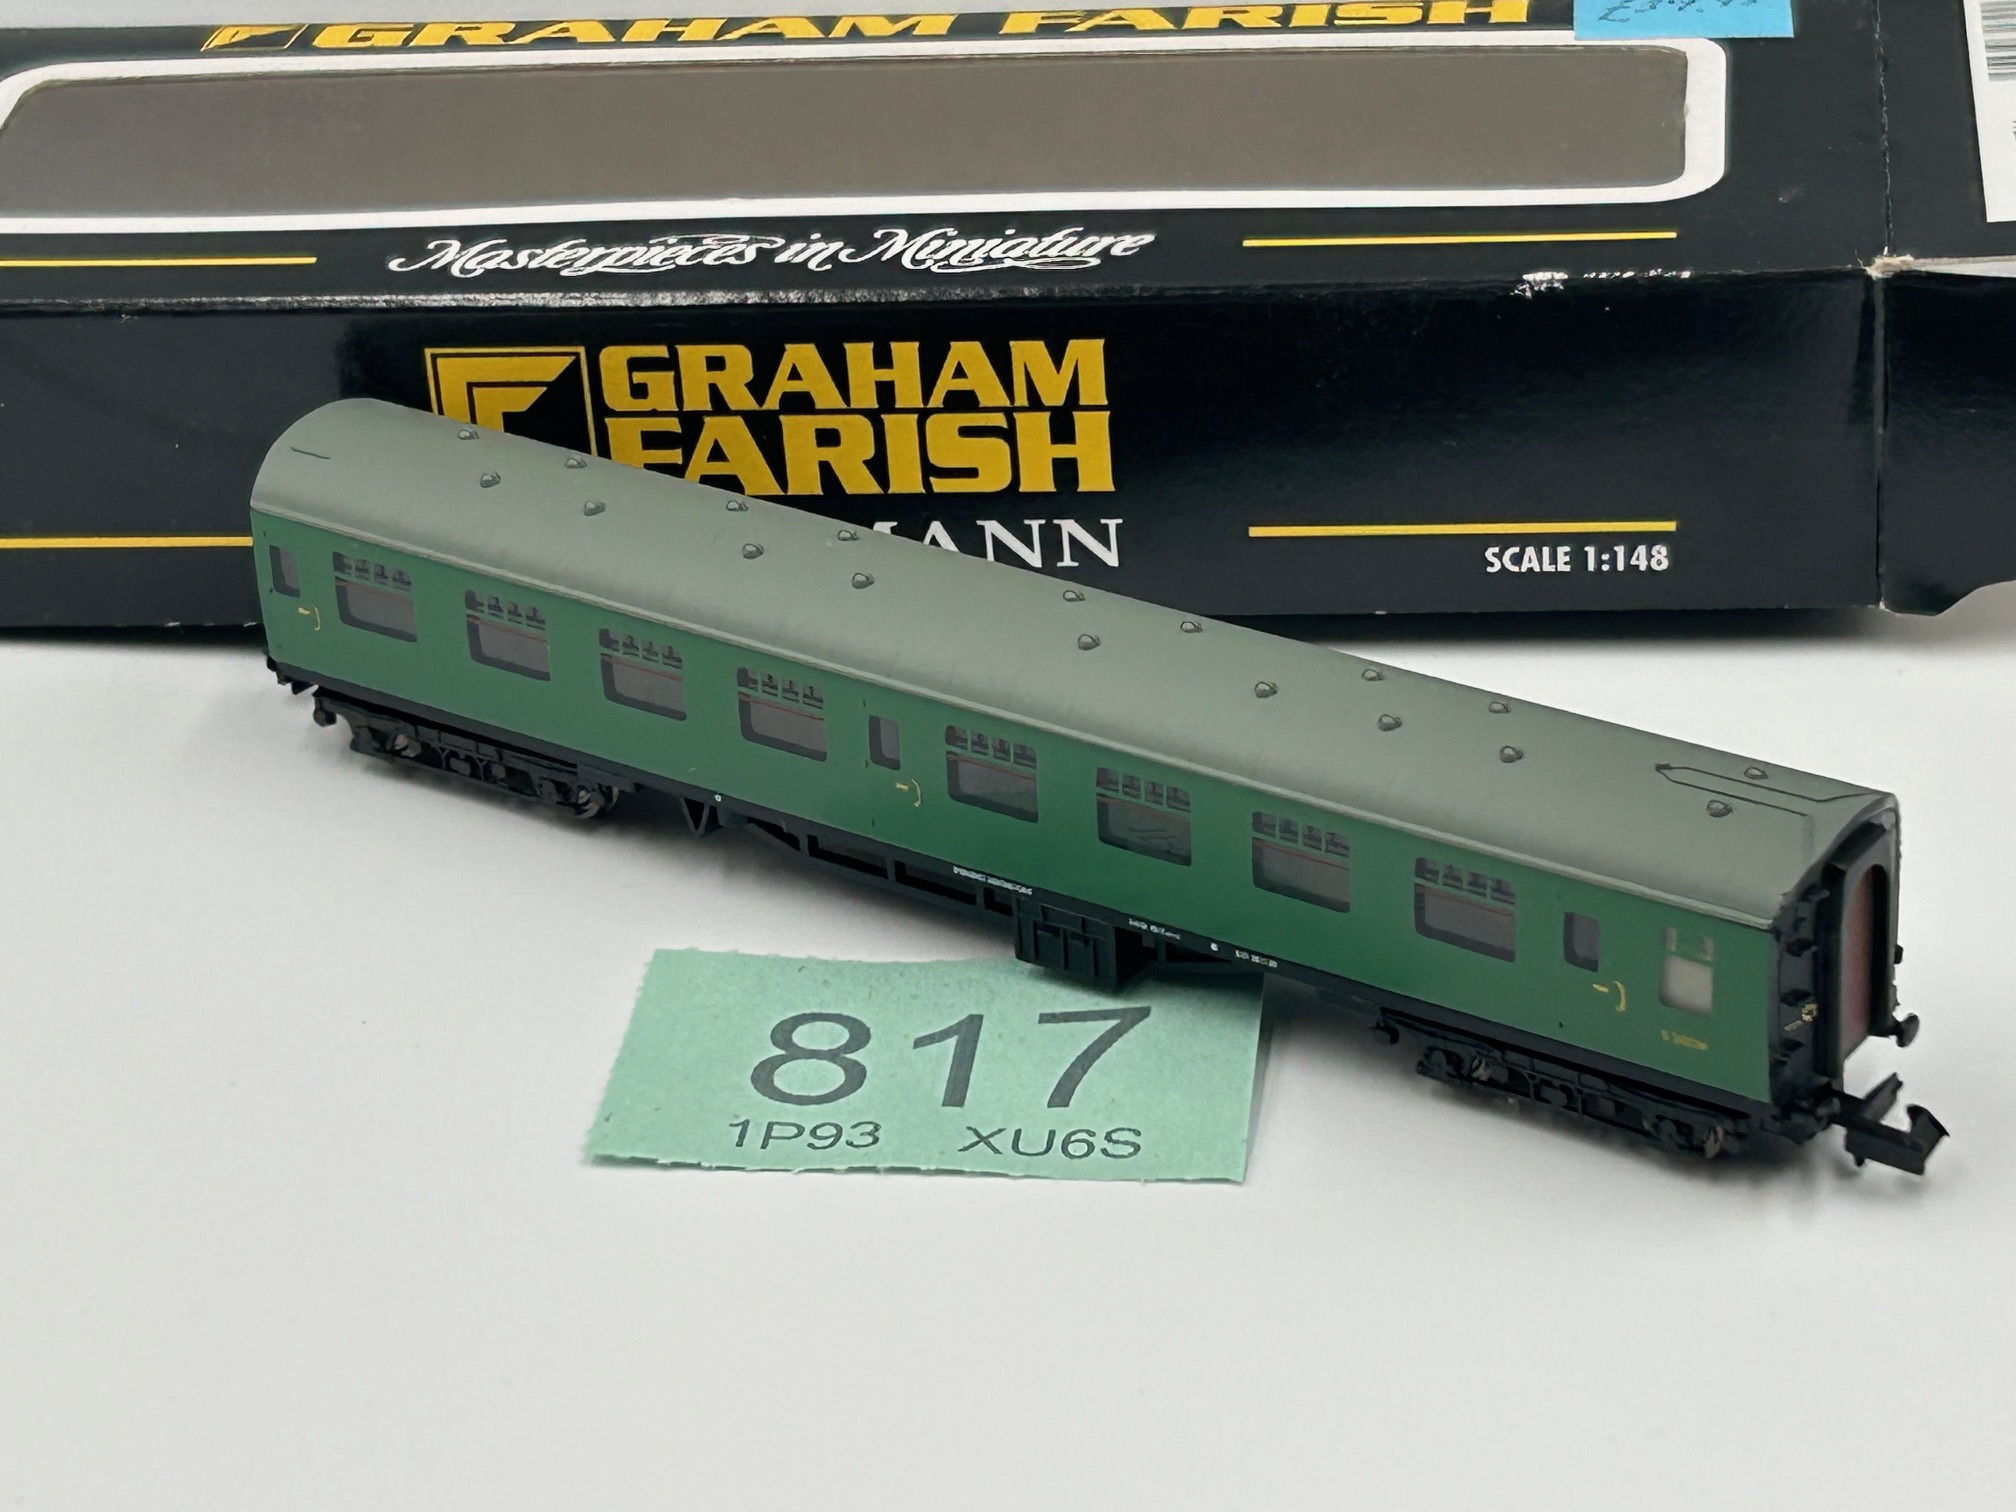 GRAHAM FARISH
Masterpieces in Miniature
GRAHAM
FARISH
MANN
SCALE 1:148
817
1P93 XU6S